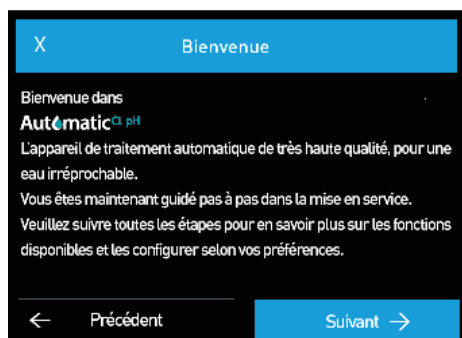 X Bienvenue
Bienvenue dans
Automatic Cl pH
L'appareil de traitement automatique de très haute qualité, pour une
eau irréprochable.
Vous êtes maintenant guidé pas à pas dans la mise en service.
Veuillez suivre toutes les étapes pour en savoir plus sur les fonctions
disponibles et les configurer selon vos préférences.
← Précédent Suivant →